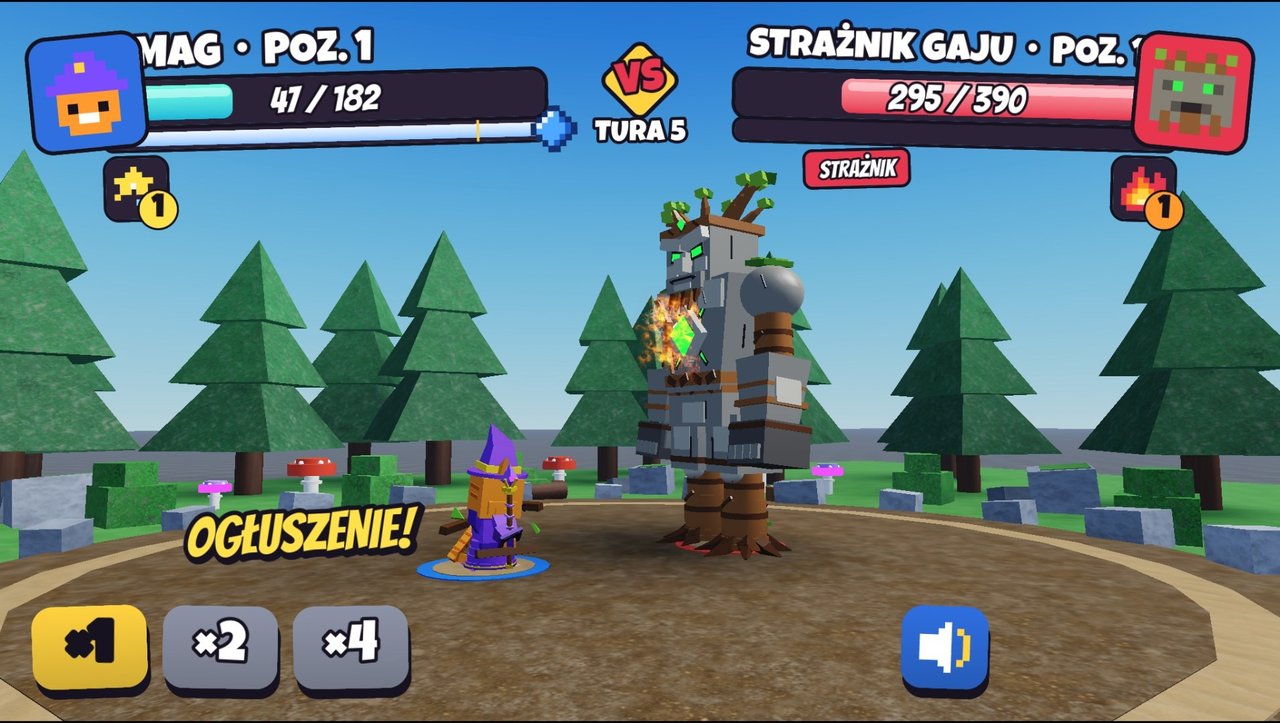 MAG • POZ. 1
47 / 182
1
VS
TURA 5
STRAŻNIK GAJU • POZ. 1
295 / 390
STRAŻNIK
1
OGŁUSZENIE!
×1
×2
×4